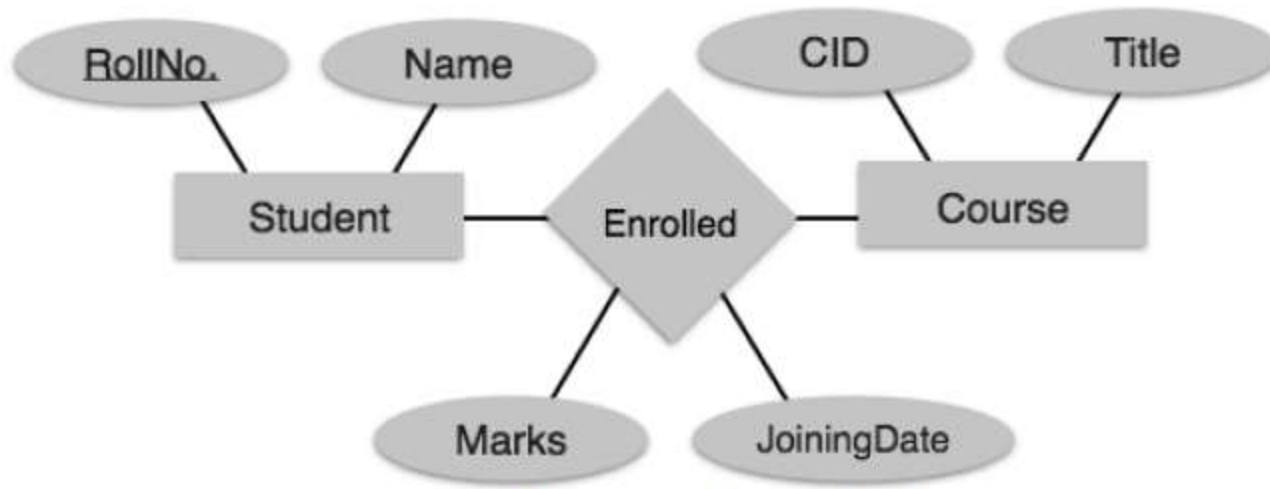 RollNo.
Name
CID
Title
Student
Enrolled
Course
Marks
JoiningDate